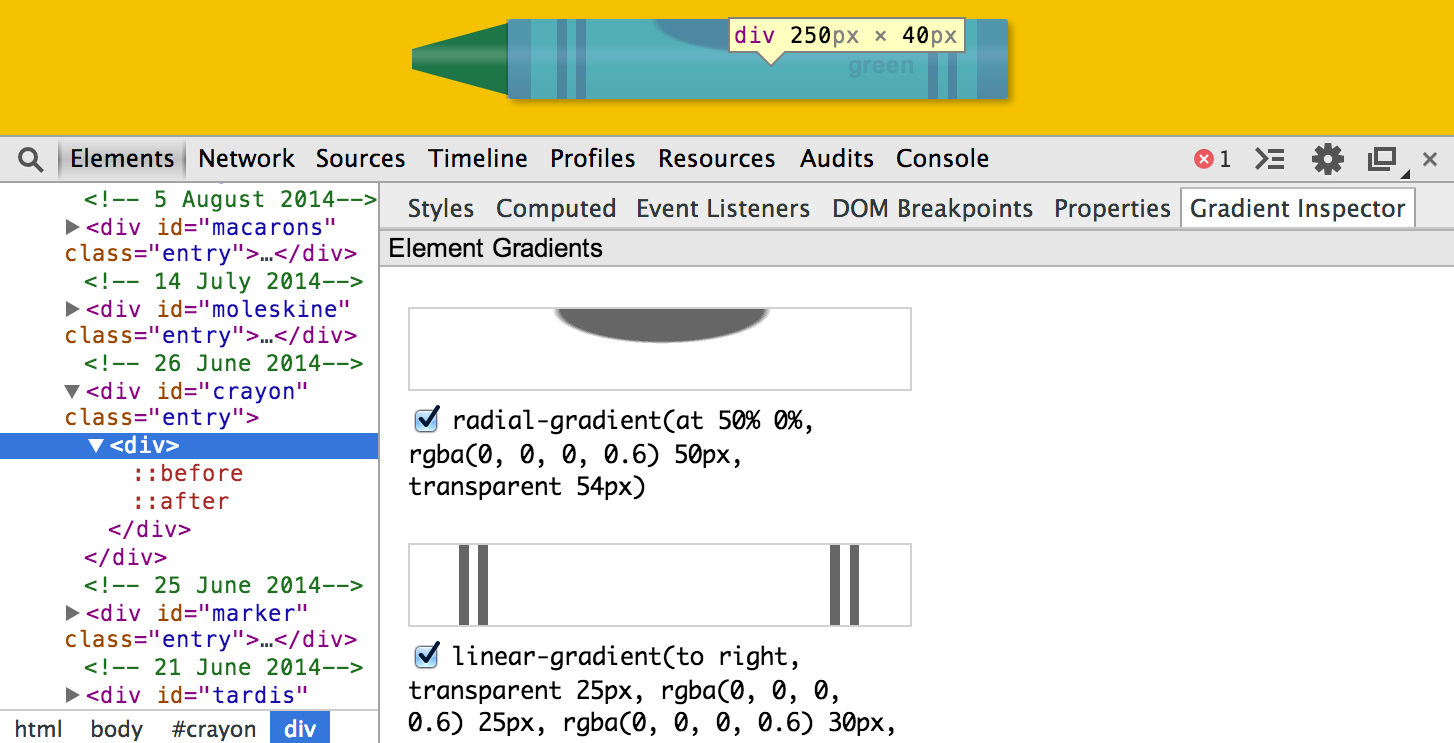 div 250px × 40px
green
Elements Network Sources Timeline Profiles Resources Audits Console 1
<!-- 5 August 2014-->
<div id="macarons"
class="entry">…</div>
<!-- 14 July 2014-->
<div id="moleskine"
class="entry">…</div>
<!-- 26 June 2014-->
<div id="crayon"
class="entry">
<div>
::before
::after
</div>
</div>
<!-- 25 June 2014-->
<div id="marker"
class="entry">…</div>
<!-- 21 June 2014-->
<div id="tardis"
html body #crayon div
Styles Computed Event Listeners DOM Breakpoints Properties Gradient Inspector
Element Gradients
radial-gradient(at 50% 0%,
rgba(0, 0, 0, 0.6) 50px,
transparent 54px)
linear-gradient(to right,
transparent 25px, rgba(0, 0, 0,
0.6) 25px, rgba(0, 0, 0, 0.6) 30px,